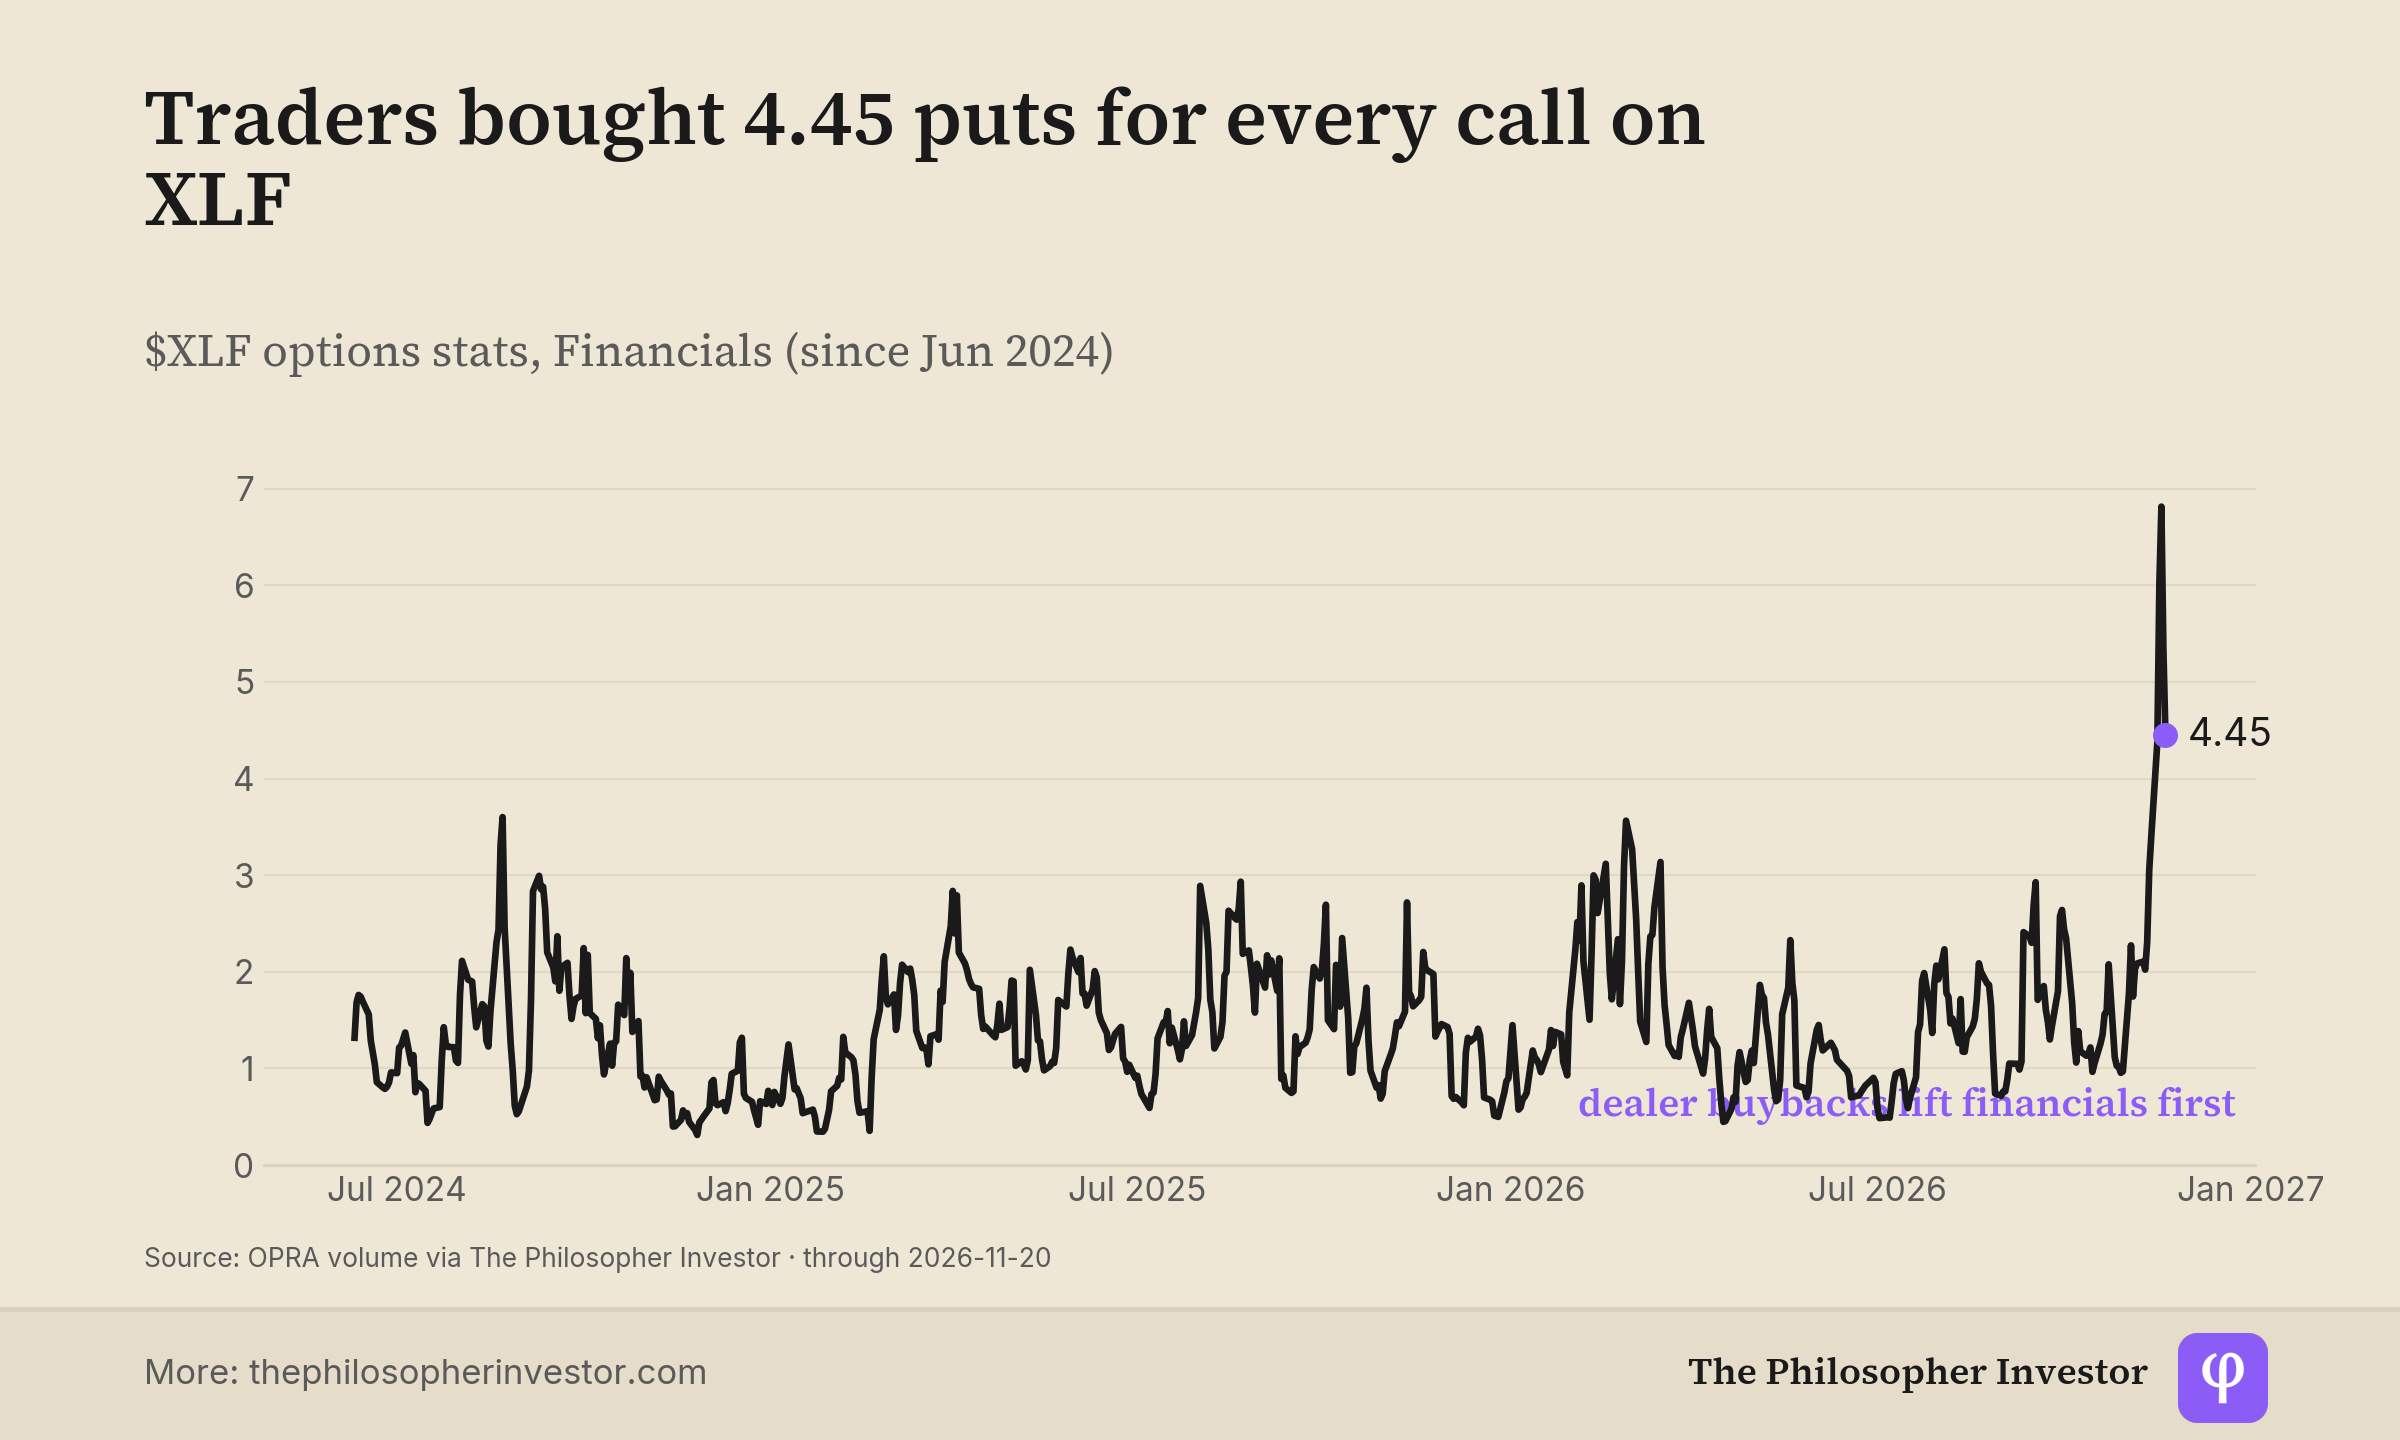 Traders bought 4.45 puts for every call on
XLF
$XLF options stats, Financials (since Jun 2024)
7
6
5
4.45
4
3
2
1
dealer buybacks lift financials first
0
Jul 2024 Jan 2025 Jul 2025 Jan 2026 Jul 2026 Jan 2027
Source: OPRA volume via The Philosopher Investor · through 2026-11-20
More: thephilosopherinvestor.com
The Philosopher Investor φ